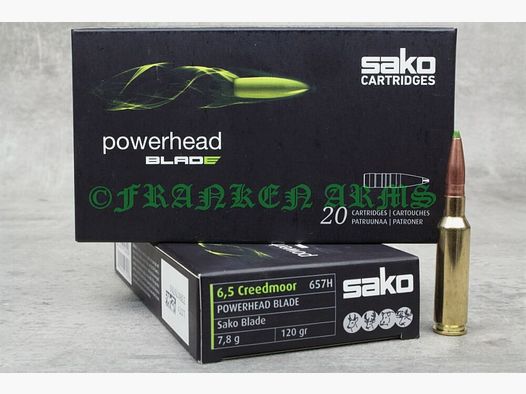 sako
CARTRIDGES
powerhead
BLADE
©FRANKEN ARMS
20 CARTRIDGES | CARTOUCHES
PATRUUNAA | PATRONER
6,5 Creedmoor 657H
POWERHEAD BLADE
Sako Blade
7,8 g 120 gr
sako